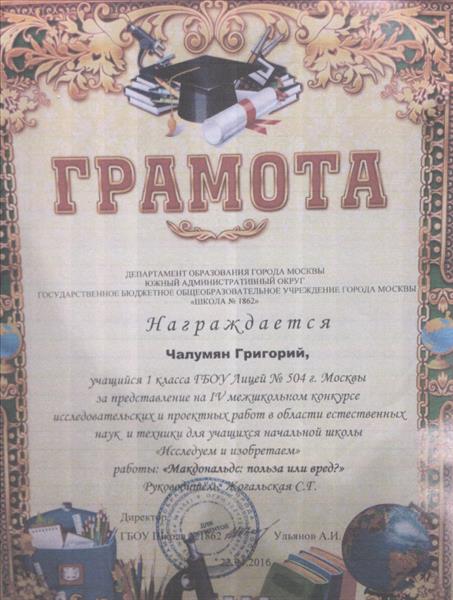 ГРАМОТА
ДЕПАРТАМЕНТ ОБРАЗОВАНИЯ ГОРОДА МОСКВЫ
ЮЖНЫЙ АДМИНИСТРАТИВНЫЙ ОКРУГ
ГОСУДАРСТВЕННОЕ БЮДЖЕТНОЕ ОБЩЕОБРАЗОВАТЕЛЬНОЕ УЧРЕЖДЕНИЕ ГОРОДА МОСКВЫ
«ШКОЛА № 1862»
Награждается
Чалумян Григорий,
учащийся 1 класса ГБОУ Лицей № 504 г. Москвы
за представление на IV межшкольном конкурсе
исследовательских и проектных работ в области естественных
наук и техники для учащихся начальной школы
«Исследуем и изобретаем»
работы: «Макдональдс: польза или вред?»
Руководитель: Жогальская С.Г.
Директор
ГБОУ Школа №1862 Ульянов А.И.
ДЛЯ ДОКУМЕНТОВ